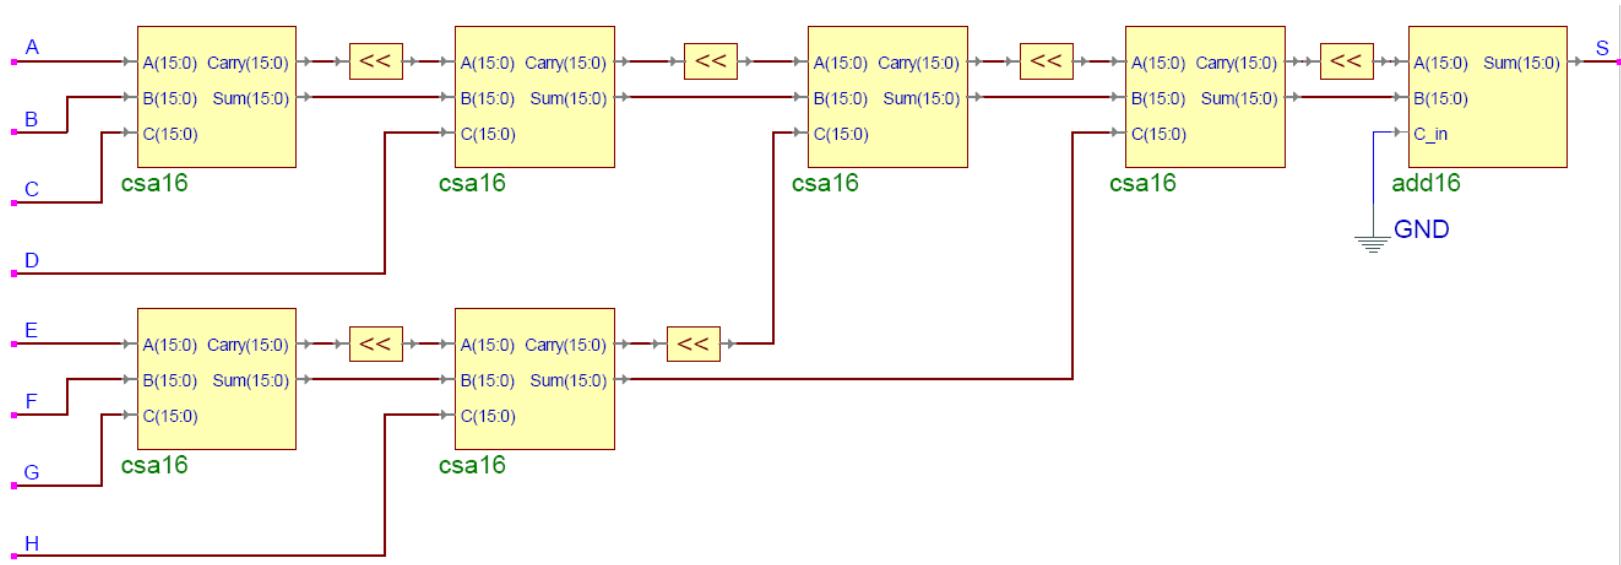 A
B
C
D
E
F
G
H
A(15:0) Carry(15:0)
B(15:0) Sum(15:0)
C(15:0)
csa16
<<
A(15:0) Carry(15:0)
B(15:0) Sum(15:0)
C(15:0)
csa16
<<
A(15:0) Carry(15:0)
B(15:0) Sum(15:0)
C(15:0)
csa16
<<
A(15:0) Carry(15:0)
B(15:0) Sum(15:0)
C(15:0)
csa16
<<
A(15:0) Sum(15:0)
B(15:0)
C_in
add16
S
GND
A(15:0) Carry(15:0)
B(15:0) Sum(15:0)
C(15:0)
csa16
<<
A(15:0) Carry(15:0)
B(15:0) Sum(15:0)
C(15:0)
csa16
<<